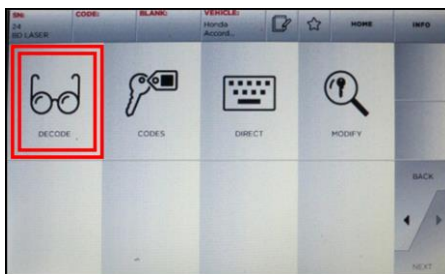 SN: CODE: BLANK: VEHICLE:
24
BD LASER
Honda
Accord...
HOME
INFO
DECODE
CODES
DIRECT
MODIFY
BACK
NEXT